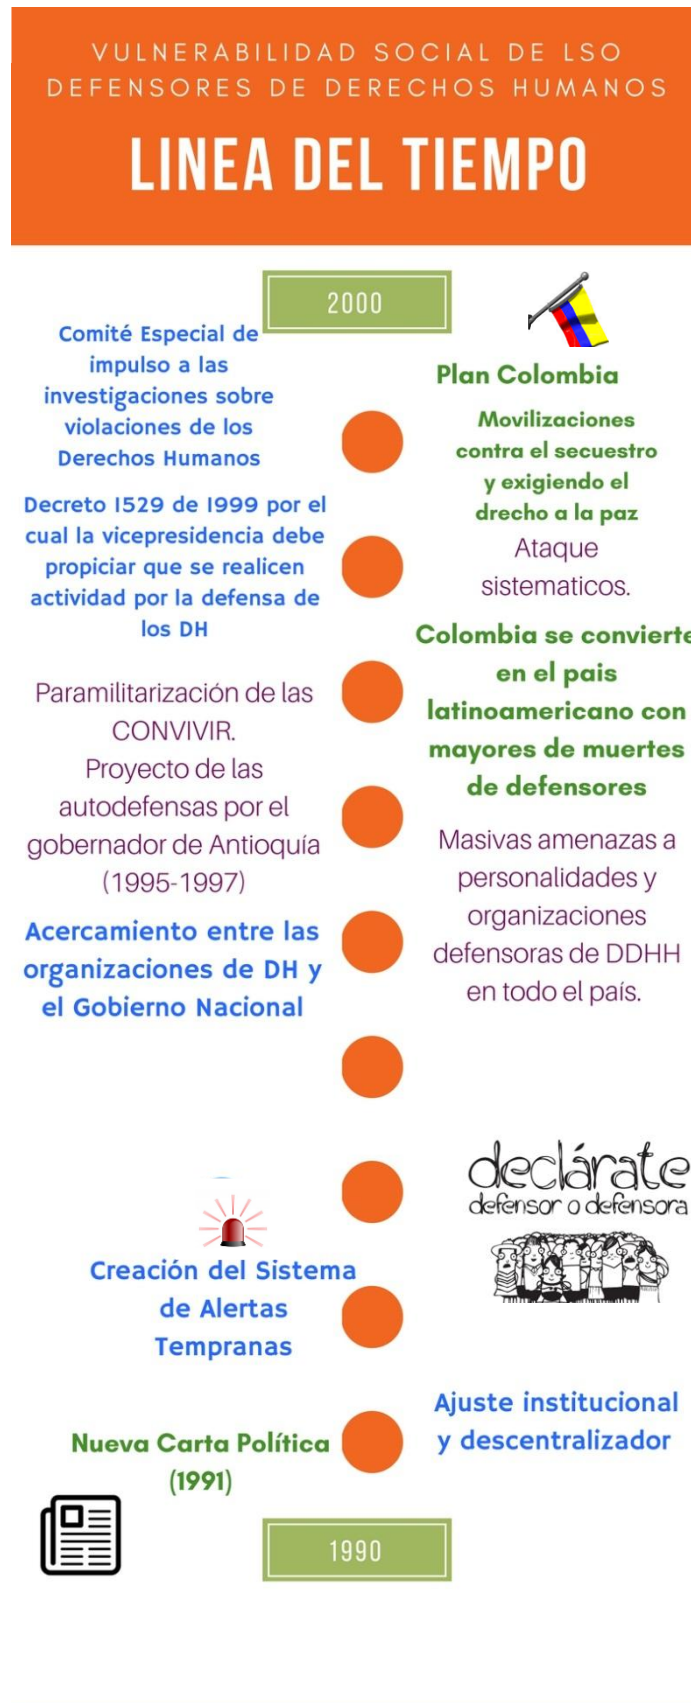 VULNERABILIDAD SOCIAL DE LSO
DEFENSORES DE DERECHOS HUMANOS
LINEA DEL TIEMPO
2000
Comité Especial de
impulso a las
investigaciones sobre
violaciones de los
Derechos Humanos
Decreto 1529 de 1999 por el
cual la vicepresidencia debe
propiciar que se realicen
actividad por la defensa de
los DH
Paramilitarización de las
CONVIVIR.
Proyecto de las
autodefensas por el
gobernador de Antioquía
(1995-1997)
Acercamiento entre las
organizaciones de DH y
el Gobierno Nacional
Creación del Sistema
de Alertas
Tempranas
Nueva Carta Política
(1991)
Plan Colombia
Movilizaciones
contra el secuestro
y exigiendo el
drecho a la paz
Ataque
sistematicos.
Colombia se convierte
en el pais
latinoamericano con
mayores de muertes
de defensores
Masivas amenazas a
personalidades y
organizaciones
defensoras de DDHH
en todo el país.
declárate
defensor o defensora
Ajuste institucional
y descentralizador
1990